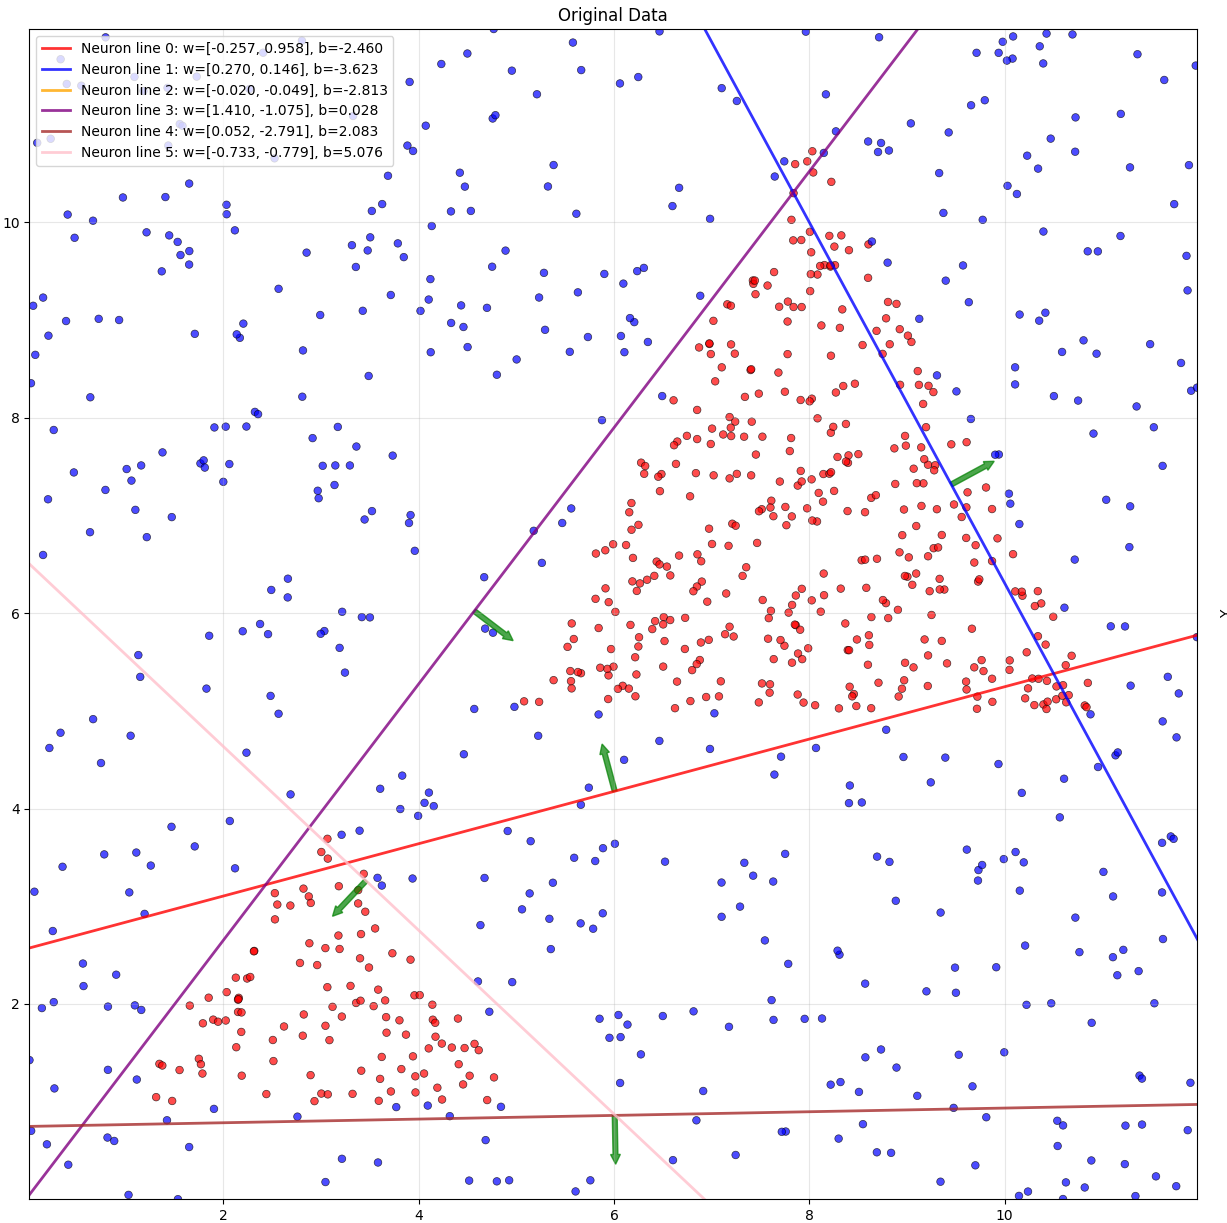 Original Data
Neuron line 0: w=[-0.257, 0.958], b=-2.460
Neuron line 1: w=[0.270, 0.146], b=-3.623
Neuron line 2: w=[-0.020, -0.049], b=-2.813
Neuron line 3: w=[1.410, -1.075], b=0.028
Neuron line 4: w=[0.052, -2.791], b=2.083
Neuron line 5: w=[-0.733, -0.779], b=5.076
10
8
6
4
2
2 4 6 8 10
Y